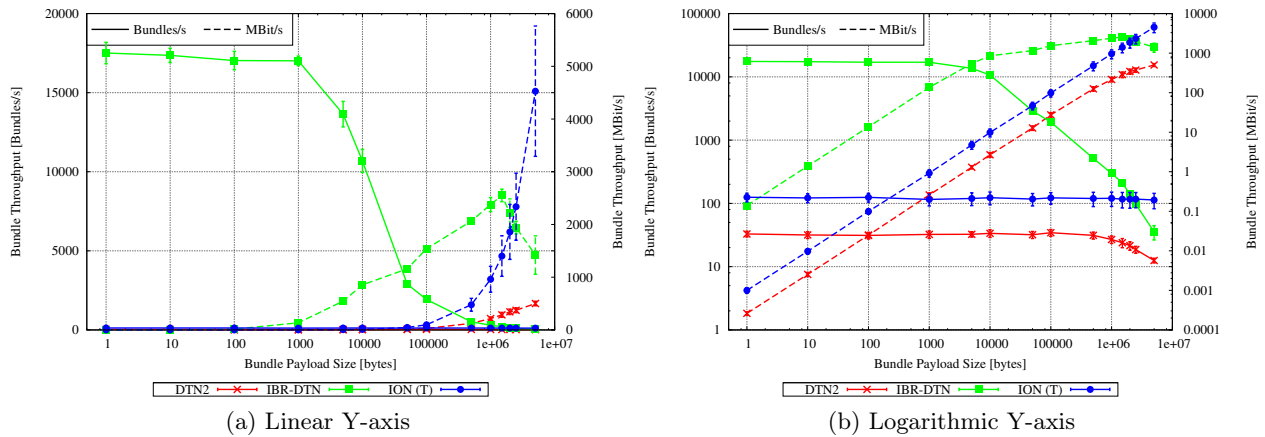 Bundles/s MBit/s
Bundle Throughput [Bundles/s]
20000
15000
10000
5000
0
Bundle Throughput [MBit/s]
6000
5000
4000
3000
2000
1000
0
1 10 100 1000 10000 100000 1e+06 1e+07
Bundle Payload Size [bytes]
DTN2 IBR-DTN ION (T)
(a) Linear Y-axis
Bundles/s MBit/s
Bundle Throughput [Bundles/s]
100000
10000
1000
100
10
1
Bundle Throughput [MBit/s]
10000
1000
100
10
1
0.1
0.01
0.001
0.0001
1 10 100 1000 10000 100000 1e+06 1e+07
Bundle Payload Size [bytes]
DTN2 IBR-DTN ION (T)
(b) Logarithmic Y-axis